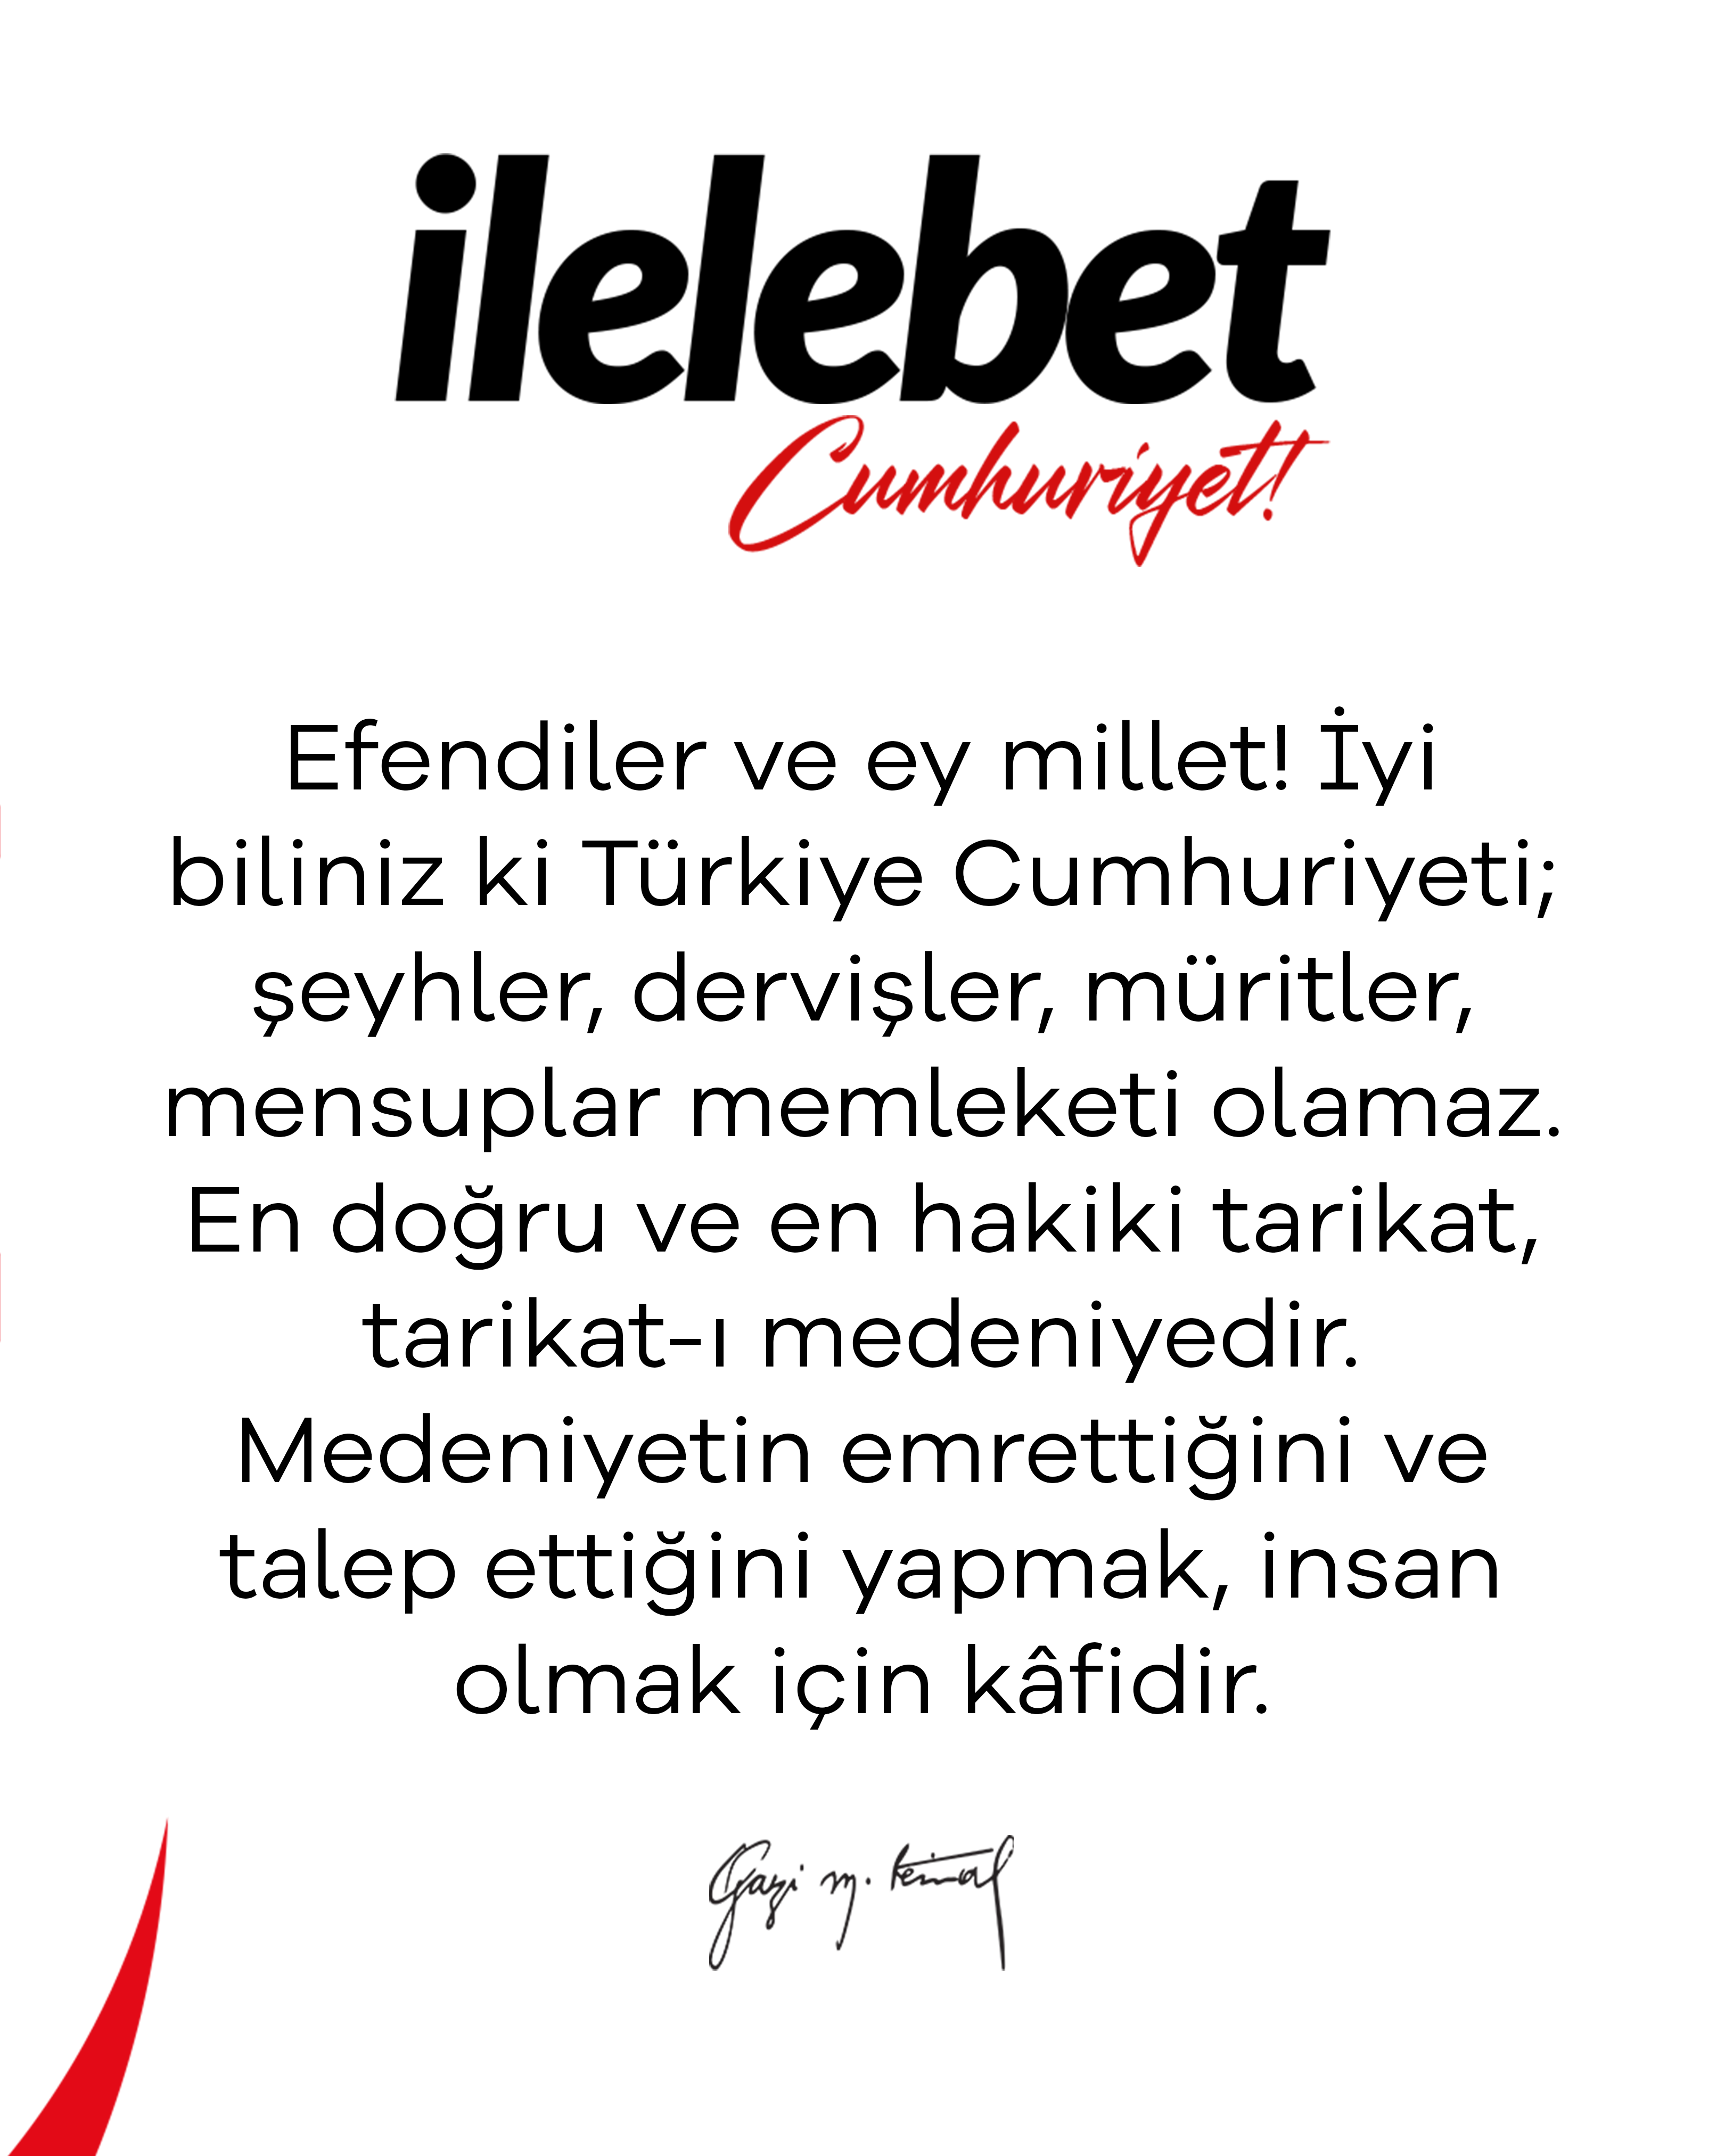 ilelebet
Cumhuriyet!
Efendiler ve ey millet! İyi
biliniz ki Türkiye Cumhuriyeti;
şeyhler, dervişler, müritler,
mensuplar memleketi olamaz.
En doğru ve en hakiki tarikat,
tarikat-ı medeniyedir.
Medeniyetin emrettiğini ve
talep ettiğini yapmak, insan
olmak için kâfidir.
Gazi M. Kemal